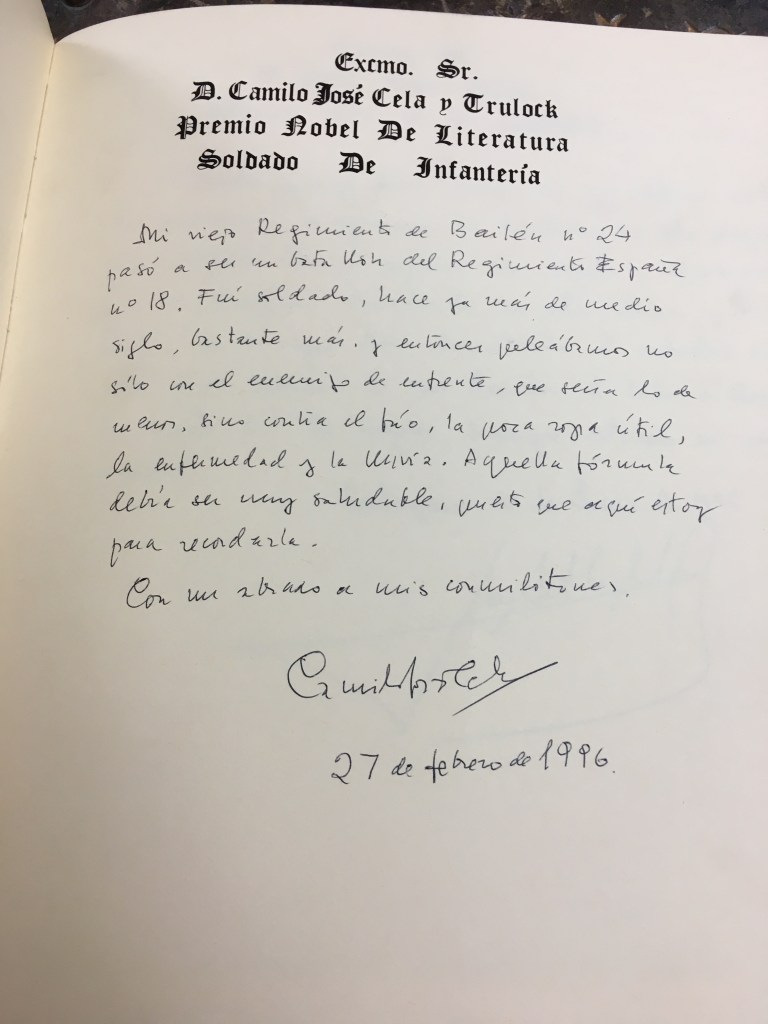 Excmo. Sr.
D. Camilo José Cela y Trulock
Premio Nobel De Literatura
Soldado De Infantería
Mi viejo Regimiento de Bailén nº 24
pasó a ser un batallón del Regimiento España
nº 18. Fuí soldado, hace ya más de medio
siglo, bastante más, y entonces peleábamos no
sólo con el enemigo de enfrente, que sería lo de
menos, sino contra el frío, la poca ropa útil,
la enfermedad y la lluvia. Aquella fórmula
debía ser muy saludable, puesto que aquí estoy
para recordarla.
Con un abrazo a mis conmilitones.
Camilo José Cela
27 de febrero de 1996.